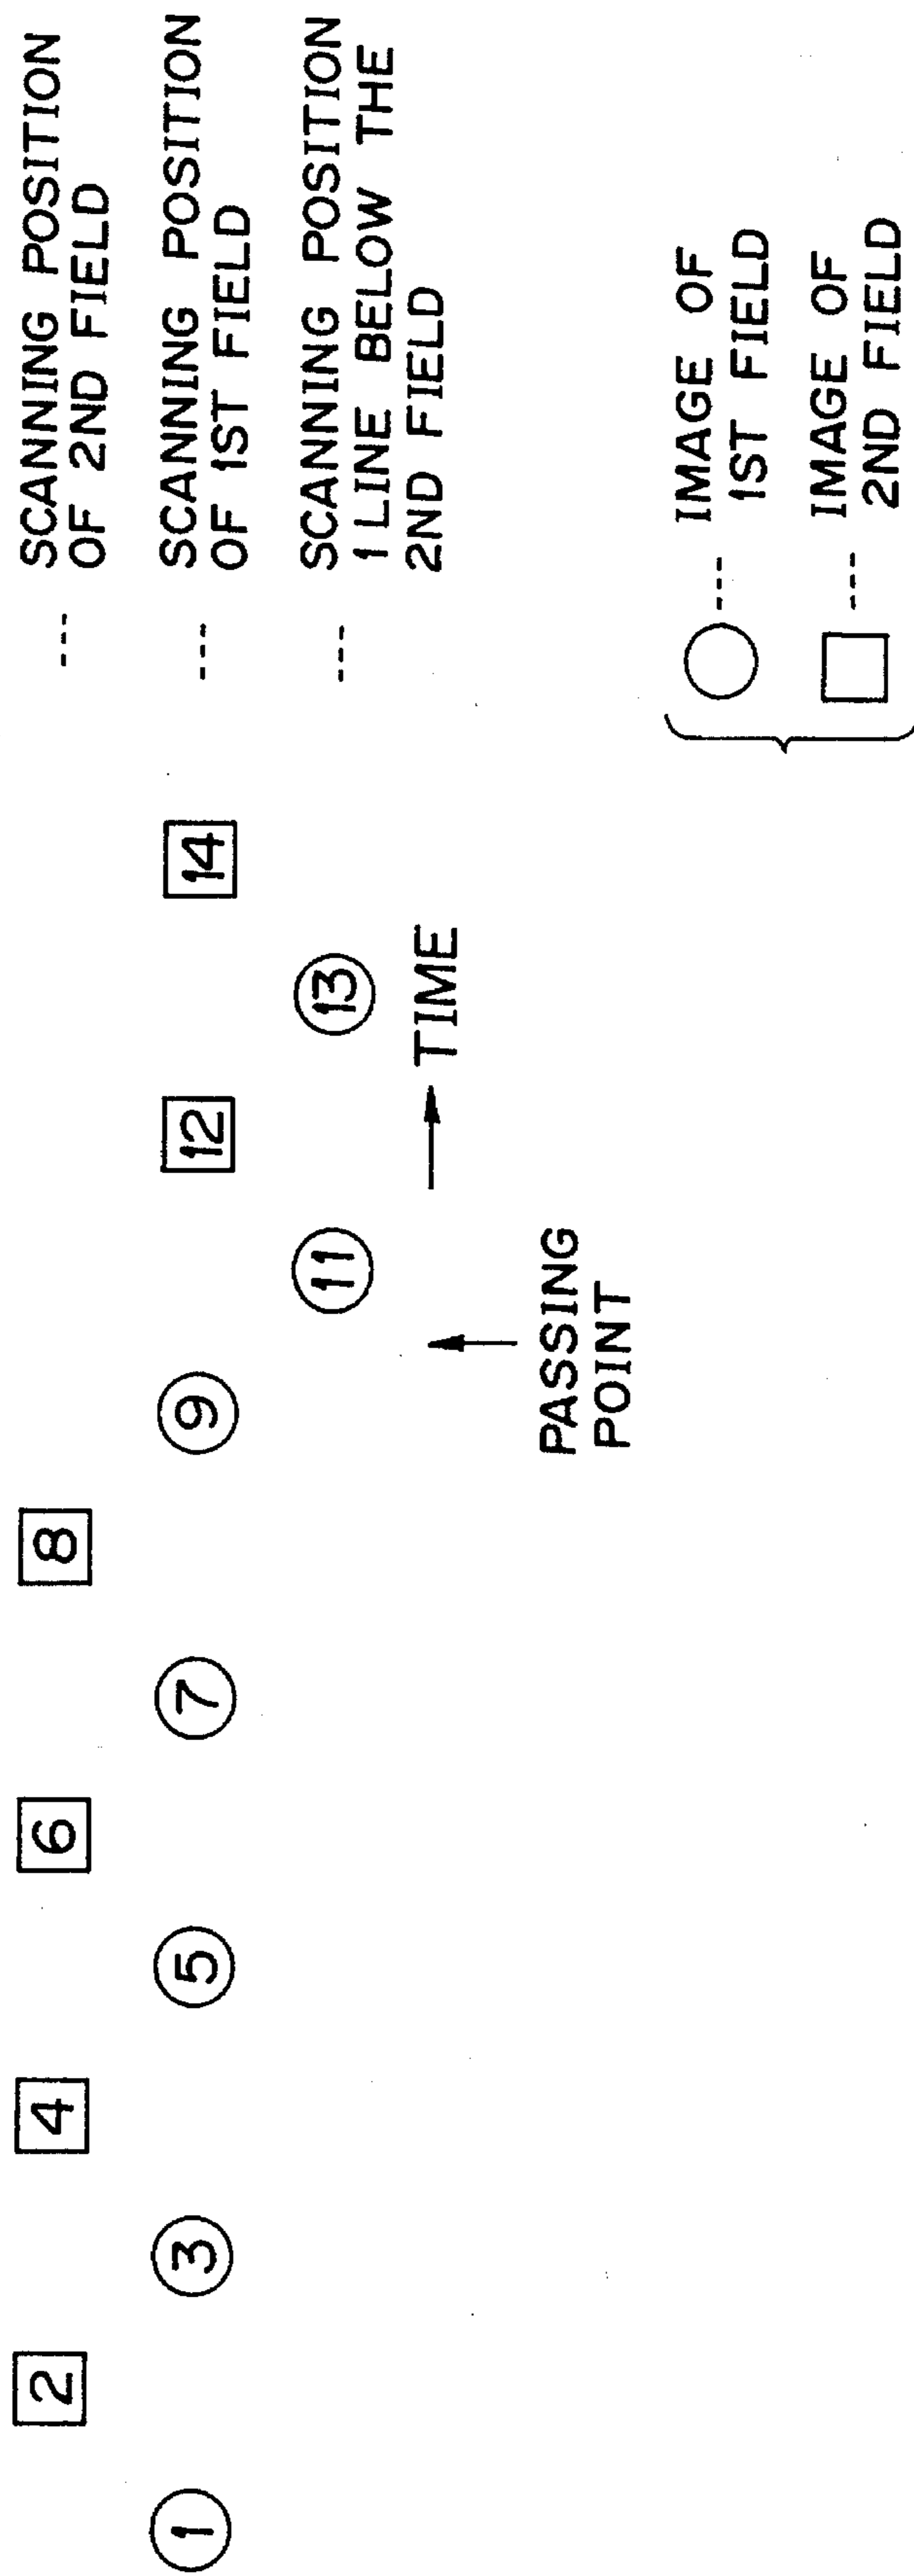 2 4 6 8
--- SCANNING POSITION
OF 2ND FIELD
1 3 5 7 9 12 14
--- SCANNING POSITION
OF 1ST FIELD
11 13
--- SCANNING POSITION
1 LINE BELOW THE
2ND FIELD
TIME
PASSING
POINT
--- IMAGE OF
1ST FIELD
--- IMAGE OF
2ND FIELD